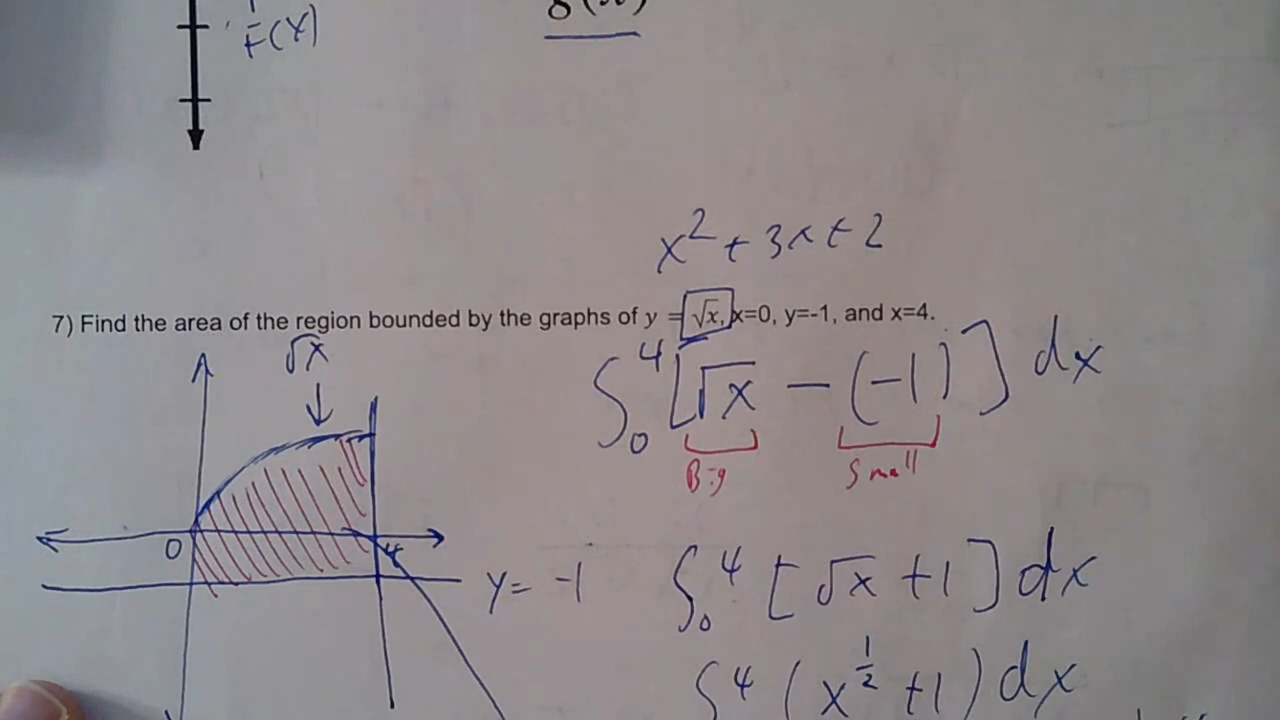 F(x)
x² + 3x + 2
7) Find the area of the region bounded by the graphs of y = √x, x=0, y=-1, and x=4.
√x
∫₀⁴ [√x − (−1)] dx
Big
Small
0
4
y = -1
∫₀⁴ [√x + 1] dx
∫⁴ (x^½ + 1) dx